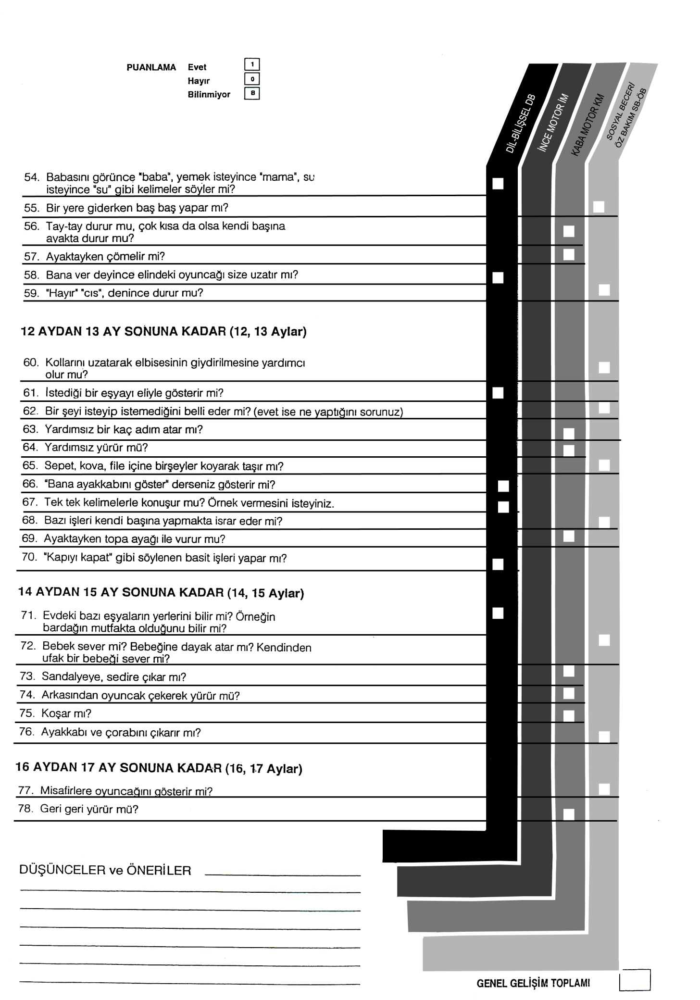 PUANLAMA Evet 1
Hayır 0
Bilinmiyor 8
DİL-BİLİŞSEL DB
İNCE MOTOR İM
KABA MOTOR KM
SOSYAL BECERİ
ÖZ BAKIM SB-ÖB
54. Babasını görünce "baba", yemek isteyince "mama", su
isteyince "su" gibi kelimeler söyler mi?
55. Bir yere giderken baş baş yapar mı?
56. Tay-tay durur mu, çok kısa da olsa kendi başına
ayakta durur mu?
57. Ayaktayken çömelir mi?
58. Bana ver deyince elindeki oyuncağı size uzatır mı?
59. "Hayır" "cıs", denince durur mu?
12 AYDAN 13 AY SONUNA KADAR (12, 13 Aylar)
60. Kollarını uzatarak elbisesinin giydirilmesine yardımcı
olur mu?
61. İstediği bir eşyayı eliyle gösterir mi?
62. Bir şeyi isteyip istemediğini belli eder mi? (evet ise ne yaptığını sorunuz)
63. Yardımsız bir kaç adım atar mı?
64. Yardımsız yürür mü?
65. Sepet, kova, file içine birşeyler koyarak taşır mı?
66. "Bana ayakkabını göster" derseniz gösterir mi?
67. Tek tek kelimelerle konuşur mu? Örnek vermesini isteyiniz.
68. Bazı işleri kendi başına yapmakta israr eder mi?
69. Ayaktayken topa ayağı ile vurur mu?
70. "Kapıyı kapat" gibi söylenen basit işleri yapar mı?
14 AYDAN 15 AY SONUNA KADAR (14, 15 Aylar)
71. Evdeki bazı eşyaların yerlerini bilir mi? Örneğin
bardağın mutfakta olduğunu bilir mi?
72. Bebek sever mi? Bebeğine dayak atar mı? Kendinden
ufak bir bebeği sever mi?
73. Sandalyeye, sedire çıkar mı?
74. Arkasından oyuncak çekerek yürür mü?
75. Koşar mı?
76. Ayakkabı ve çorabını çıkarır mı?
16 AYDAN 17 AY SONUNA KADAR (16, 17 Aylar)
77. Misafirlere oyuncağını gösterir mi?
78. Geri geri yürür mü?
DÜŞÜNCELER ve ÖNERİLER
GENEL GELİŞİM TOPLAMI